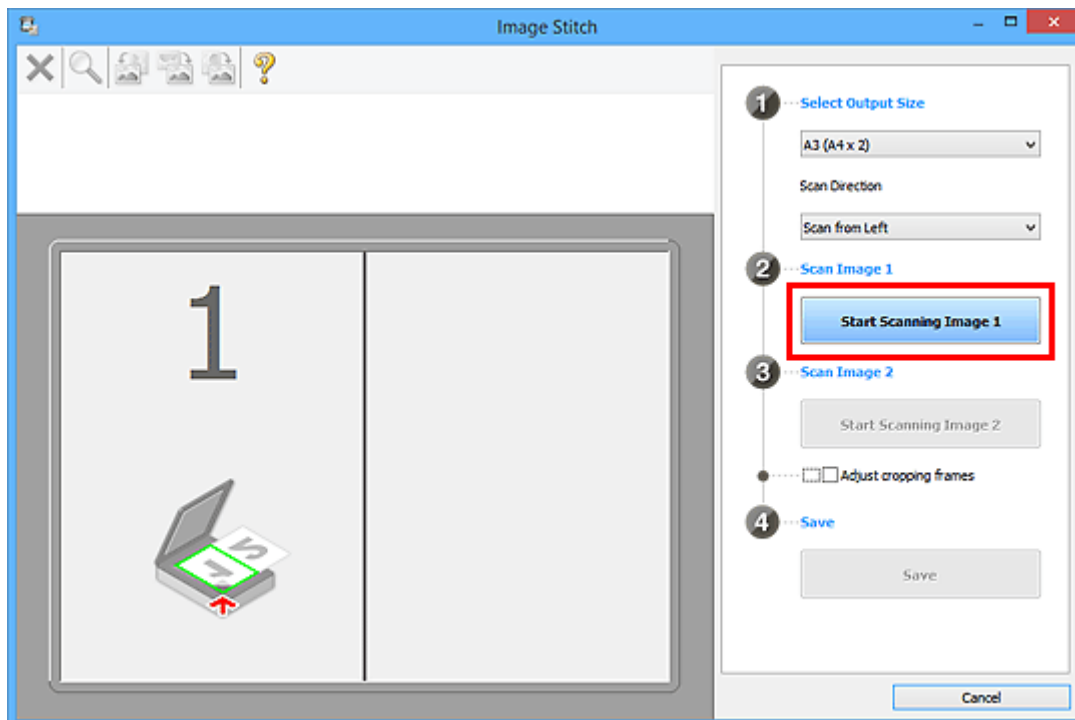 Image Stitch
1
1 Select Output Size
A3 (A4 x 2)
Scan Direction
Scan from Left
2 Scan Image 1
Start Scanning Image 1
3 Scan Image 2
Start Scanning Image 2
Adjust cropping frames
4 Save
Save
Cancel